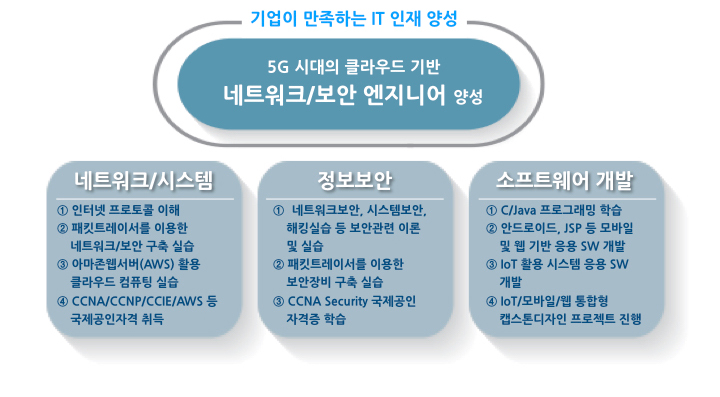 기업이 만족하는 IT 인재 양성
5G 시대의 클라우드 기반
네트워크/보안 엔지니어 양성
네트워크/시스템
① 인터넷 프로토콜 이해
② 패킷트레이서를 이용한
네트워크/보안 구축 실습
③ 아마존웹서버(AWS) 활용
클라우드 컴퓨팅 실습
④ CCNA/CCNP/CCIE/AWS 등
국제공인자격 취득
정보보안
① 네트워크보안, 시스템보안,
해킹실습 등 보안관련 이론
및 실습
② 패킷트레이서를 이용한
보안장비 구축 실습
③ CCNA Security 국제공인
자격증 학습
소프트웨어 개발
① C/Java 프로그래밍 학습
② 안드로이드, JSP 등 모바일
및 웹 기반 응용 SW 개발
③ IoT 활용 시스템 응용 SW
개발
④ IoT/모바일/웹 통합형
캡스톤디자인 프로젝트 진행